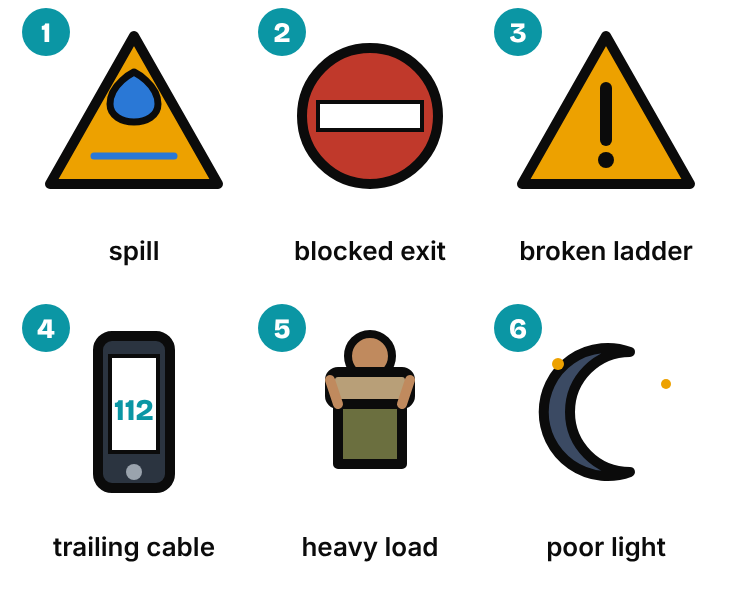 1
2
3
spill
blocked exit
broken ladder
4
5
6
112
trailing cable
heavy load
poor light